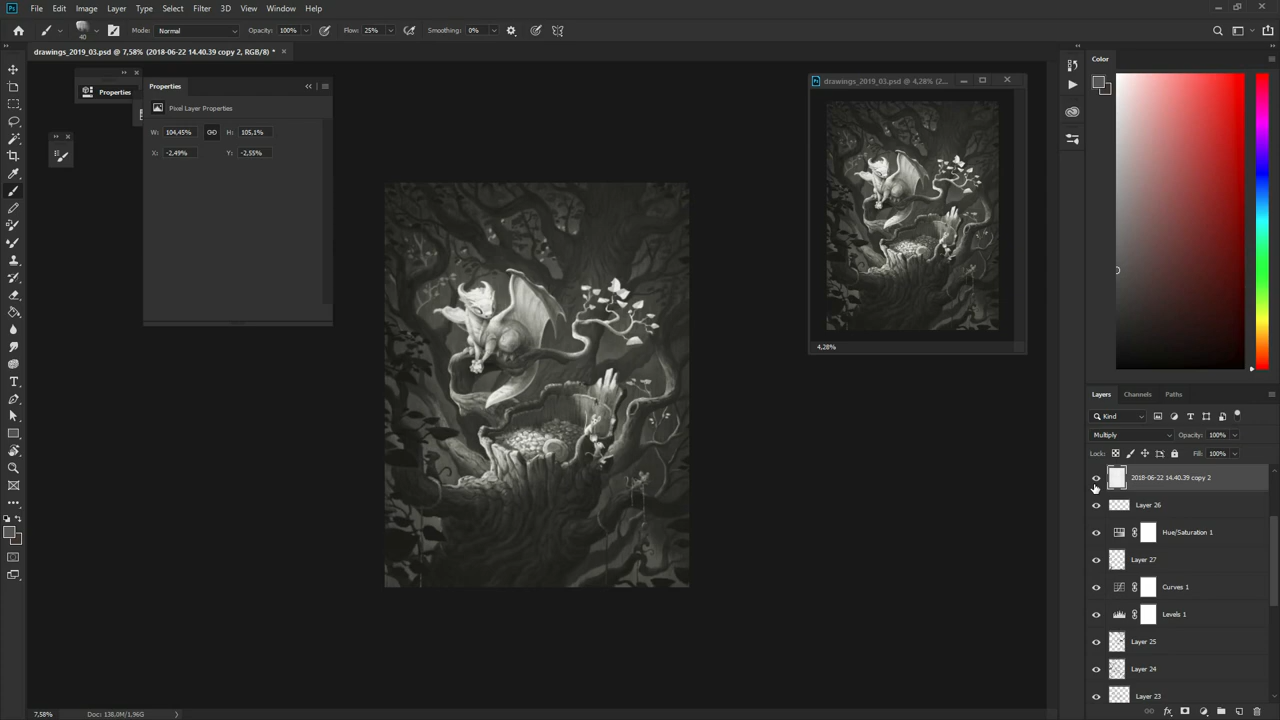 Ps File Edit Image Layer Type Select Filter 3D View Window Help
40 Mode: Normal Opacity: 100% Flow: 25% Smoothing: 0%
drawings_2019_03.psd @ 7,58% (2018-06-22 14.40.39 copy 2, RGB/8) * ×
Properties
Properties
Pixel Layer Properties
W: 104,45% H: 105,1%
X: -2,49% Y: -2,55%
drawings_2019_03.psd @ 4,28% (2...
4,28%
Color
Layers Channels Paths
Kind
Multiply Opacity: 100%
Lock: Fill: 100%
2018-06-22 14.40.39 copy 2
Layer 26
Hue/Saturation 1
Layer 27
Curves 1
Levels 1
Layer 25
Layer 24
Layer 23
7,58% Doc: 138,0M/1,96G